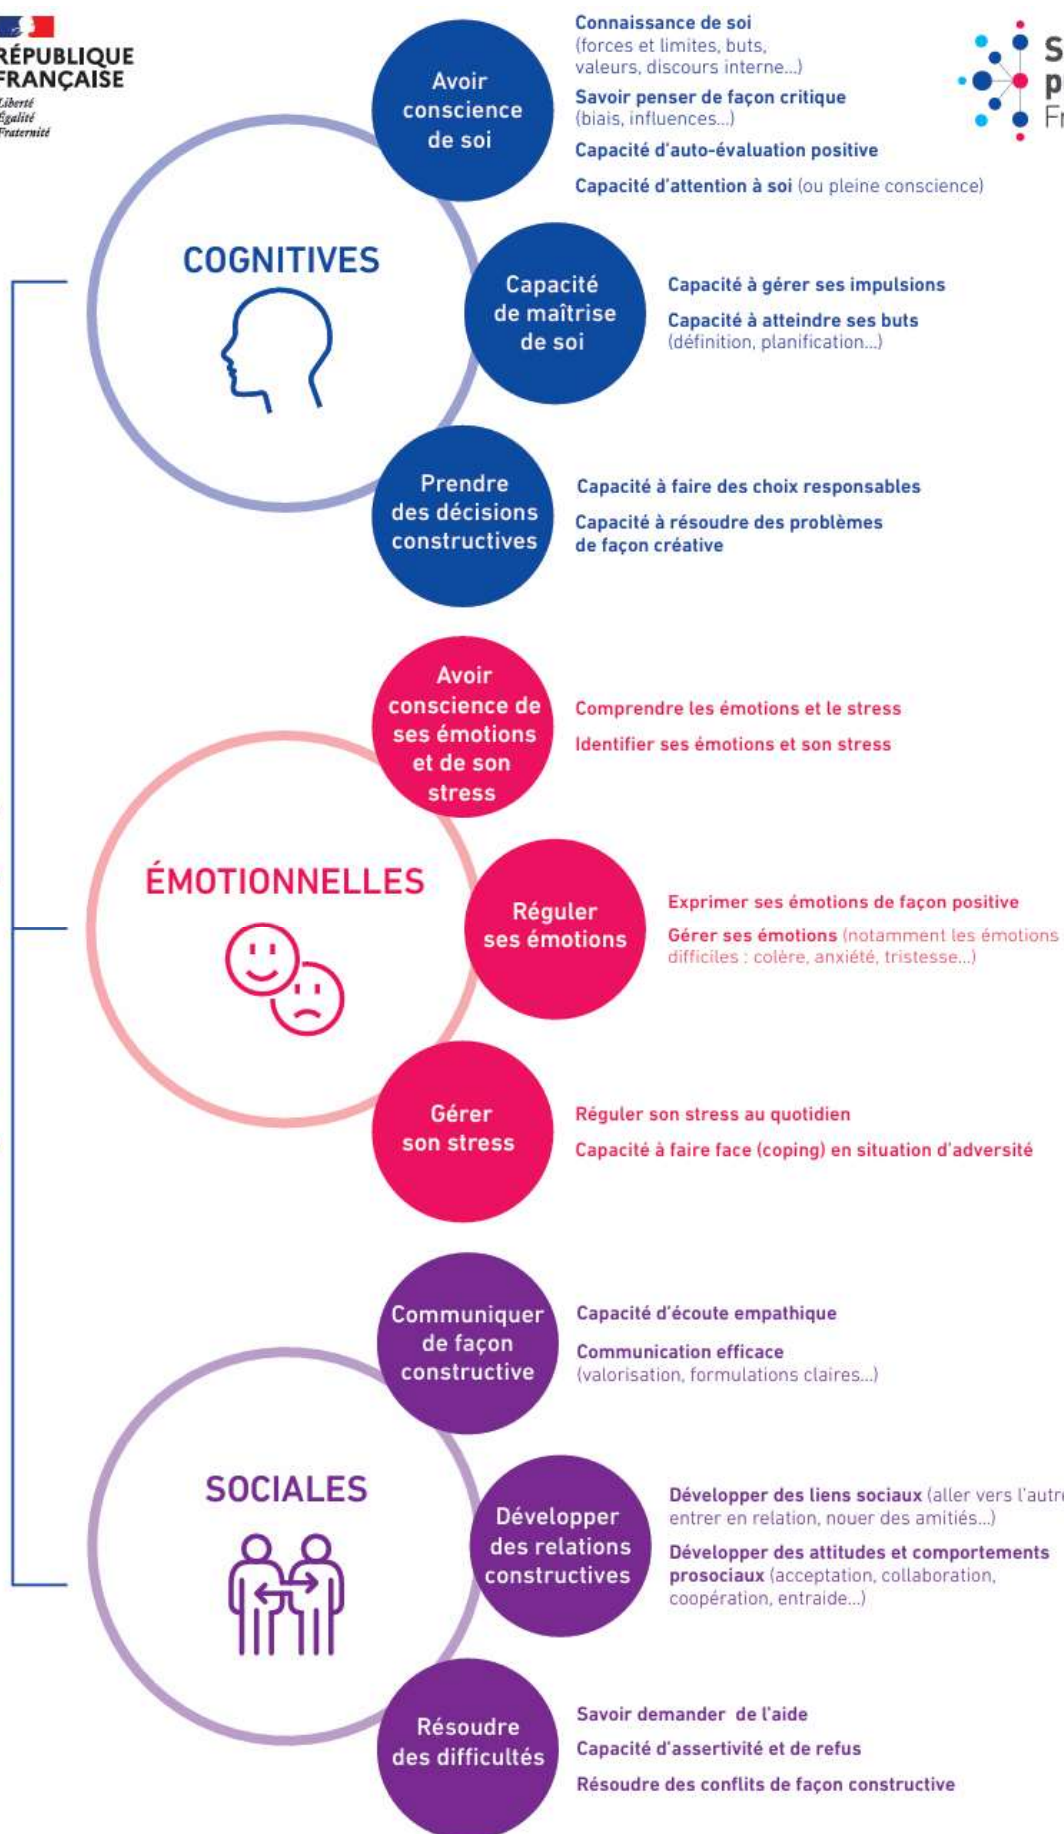 RÉPUBLIQUE
FRANÇAISE
Liberté
Égalité
Fraternité
Avoir
conscience
de soi
Connaissance de soi
(forces et limites, buts,
valeurs, discours interne...)
Savoir penser de façon critique
(biais, influences...)
Capacité d'auto-évaluation positive
Capacité d'attention à soi (ou pleine conscience)
COGNITIVES
Capacité
de maîtrise
de soi
Capacité à gérer ses impulsions
Capacité à atteindre ses buts
(définition, planification...)
Prendre
des décisions
constructives
Capacité à faire des choix responsables
Capacité à résoudre des problèmes
de façon créative
Avoir
conscience de
ses émotions
et de son
stress
Comprendre les émotions et le stress
Identifier ses émotions et son stress
ÉMOTIONNELLES
Réguler
ses émotions
Exprimer ses émotions de façon positive
Gérer ses émotions (notamment les émotions
difficiles : colère, anxiété, tristesse...)
Gérer
son stress
Réguler son stress au quotidien
Capacité à faire face (coping) en situation d'adversité
Communiquer
de façon
constructive
Capacité d'écoute empathique
Communication efficace
(valorisation, formulations claires...)
SOCIALES
Développer
des relations
constructives
Développer des liens sociaux (aller vers l'autre
entrer en relation, nouer des amitiés...)
Développer des attitudes et comportements
prosociaux (acceptation, collaboration,
coopération, entraide...)
Résoudre
des difficultés
Savoir demander de l'aide
Capacité d'assertivité et de refus
Résoudre des conflits de façon constructive